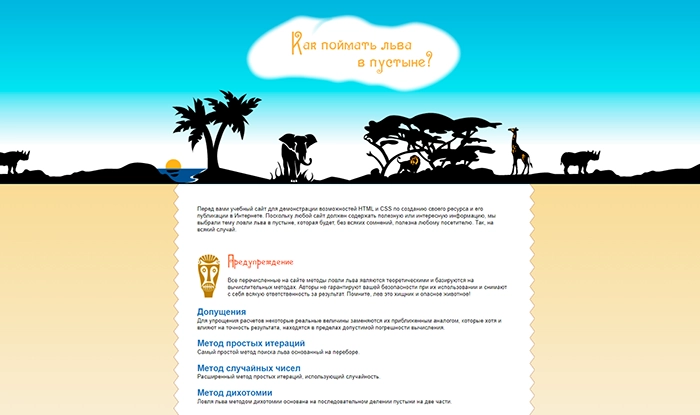 Как поймать льва
в пустыне?
Перед вами учебный сайт для демонстрации возможностей HTML и CSS по созданию своего ресурса и его
публикации в Интернете. Поскольку любой сайт должен содержать полезную или интересную информацию, мы
выбрали тему ловли льва в пустыне, которая будет, без всяких сомнений, полезна любому посетителю. Так, на
всякий случай.
Предупреждение
Все перечисленные на сайте методы ловли льва являются теоретическими и базируются на
вычислительных методах. Авторы не гарантируют вашей безопасности при их использовании и снимают
с себя всякую ответственность за результат. Помните, лев это хищник и опасное животное!
Допущения
Для упрощения расчетов некоторые реальные величины заменяются их приближенным аналогом, которые хотя и
влияют на точность результата, находятся в пределах допустимой погрешности вычисления.
Метод простых итераций
Самый простой метод поиска льва основанный на переборе.
Метод случайных чисел
Расширенный метод простых итераций, использующий случайность.
Метод дихотомии
Ловля львы методом дихотомии основана на последовательном делении пустыни на две части.